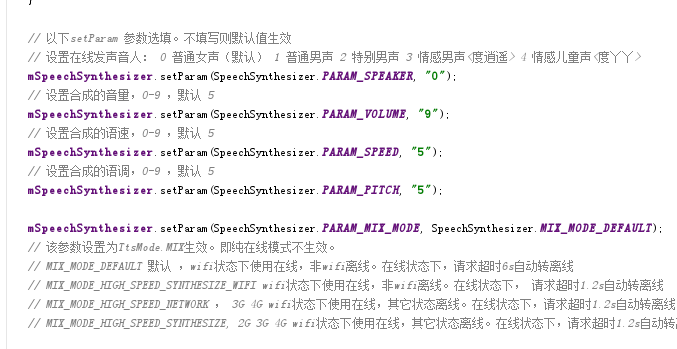 }
// 以下setParam 参数选填。不填写则默认值生效
// 设置在线发声音人： 0 普通女声（默认） 1 普通男声 2 特别男声 3 情感男声<度逍遥> 4 情感儿童声<度丫丫>
mSpeechSynthesizer.setParam(SpeechSynthesizer.PARAM_SPEAKER, "0");
// 设置合成的音量，0-9 ，默认 5
mSpeechSynthesizer.setParam(SpeechSynthesizer.PARAM_VOLUME, "9");
// 设置合成的语速，0-9 ，默认 5
mSpeechSynthesizer.setParam(SpeechSynthesizer.PARAM_SPEED, "5");
// 设置合成的语调，0-9 ，默认 5
mSpeechSynthesizer.setParam(SpeechSynthesizer.PARAM_PITCH, "5");
mSpeechSynthesizer.setParam(SpeechSynthesizer.PARAM_MIX_MODE, SpeechSynthesizer.MIX_MODE_DEFAULT);
// 该参数设置为ItsMode.MIX生效。即纯在线模式不生效。
// MIX_MODE_DEFAULT 默认 ，wifi状态下使用在线，非wifi离线。在线状态下，请求超时6s自动转离线
// MIX_MODE_HIGH_SPEED_SYNTHESIZE_WIFI wifi状态下使用在线，非wifi离线。在线状态下， 请求超时1.2s自动转离线
// MIX_MODE_HIGH_SPEED_NETWORK ， 3G 4G wifi状态下使用在线，其它状态离线。在线状态下，请求超时1.2s自动转离线
// MIX_MODE_HIGH_SPEED_SYNTHESIZE, 2G 3G 4G wifi状态下使用在线，其它状态离线。在线状态下，请求超时1.2s自动转离